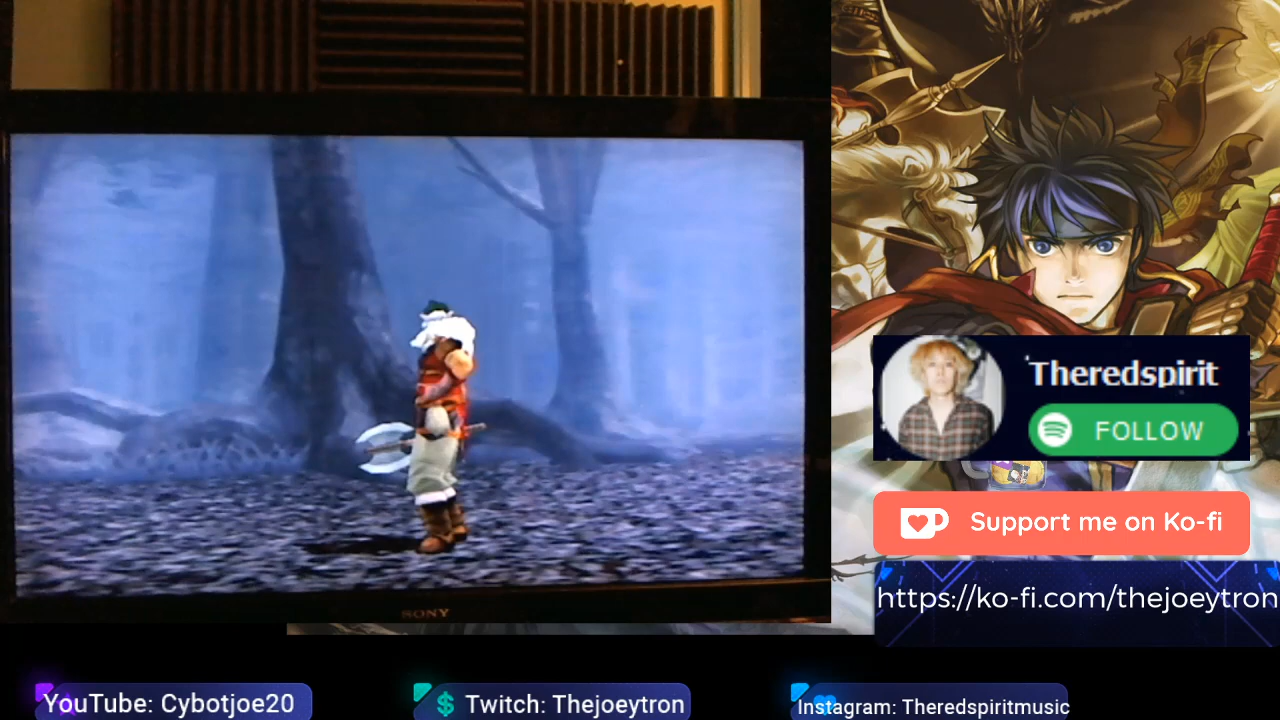 SONY
Theredspirit
FOLLOW
Support me on Ko-fi
https://ko-fi.com/thejoeytron
YouTube: Cybotjoe20
$ Twitch: Thejoeytron
Instagram: Theredspiritmusic